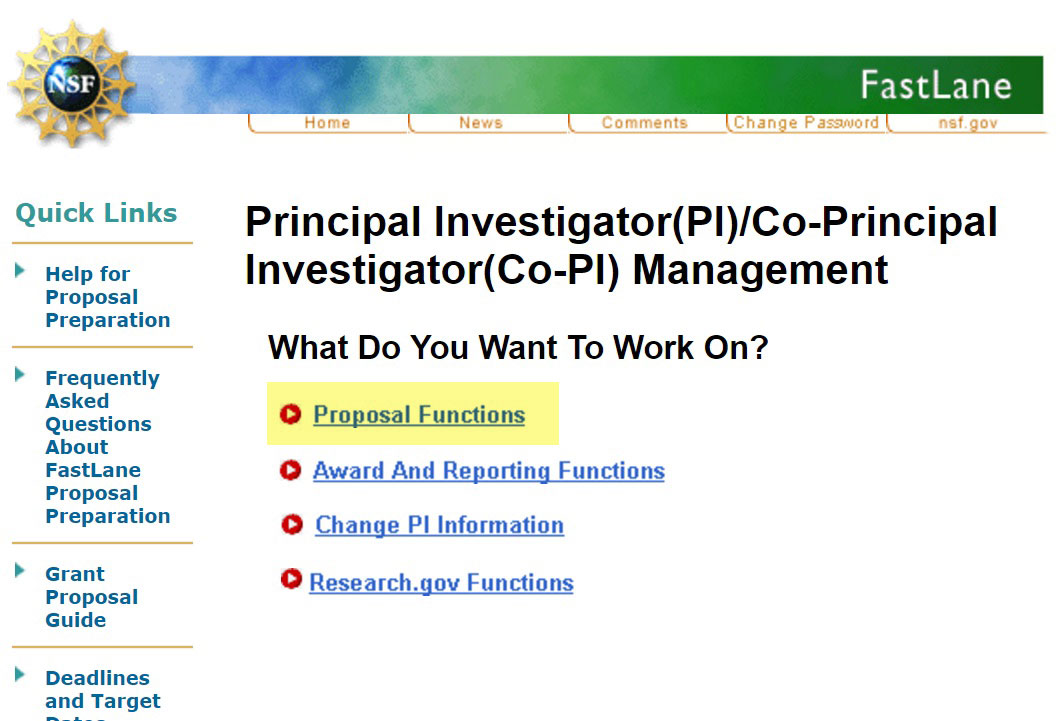 NSF
FastLane
Home News Comments Change Password nsf.gov
Quick Links
Help for
Proposal
Preparation
Frequently
Asked
Questions
About
FastLane
Proposal
Preparation
Grant
Proposal
Guide
Deadlines
and Target
Dates
Principal Investigator(PI)/Co-Principal
Investigator(Co-PI) Management
What Do You Want To Work On?
Proposal Functions
Award And Reporting Functions
Change PI Information
Research.gov Functions